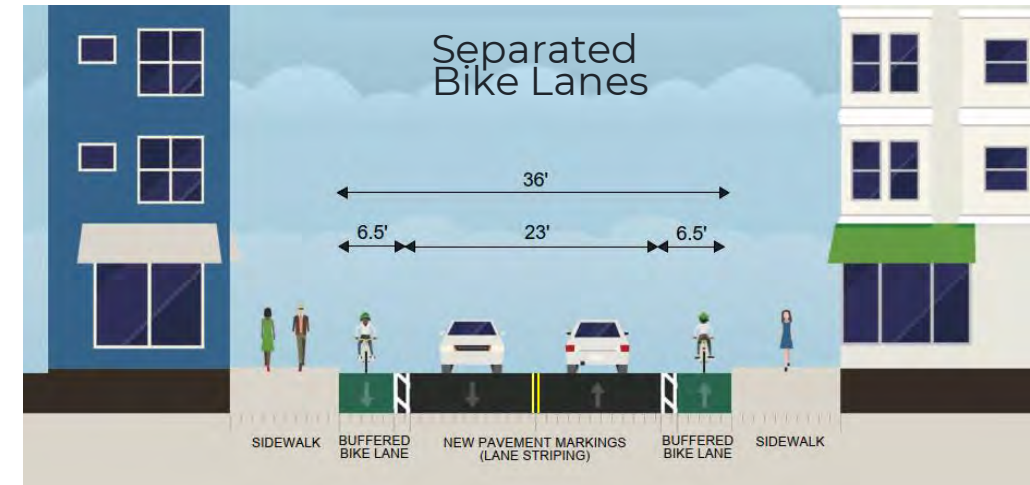 Separated
Bike Lanes
36'
6.5'
23'
6.5'
SIDEWALK
BUFFERED
BIKE LANE
NEW PAVEMENT MARKINGS
(LANE STRIPING)
BUFFERED
BIKE LANE
SIDEWALK